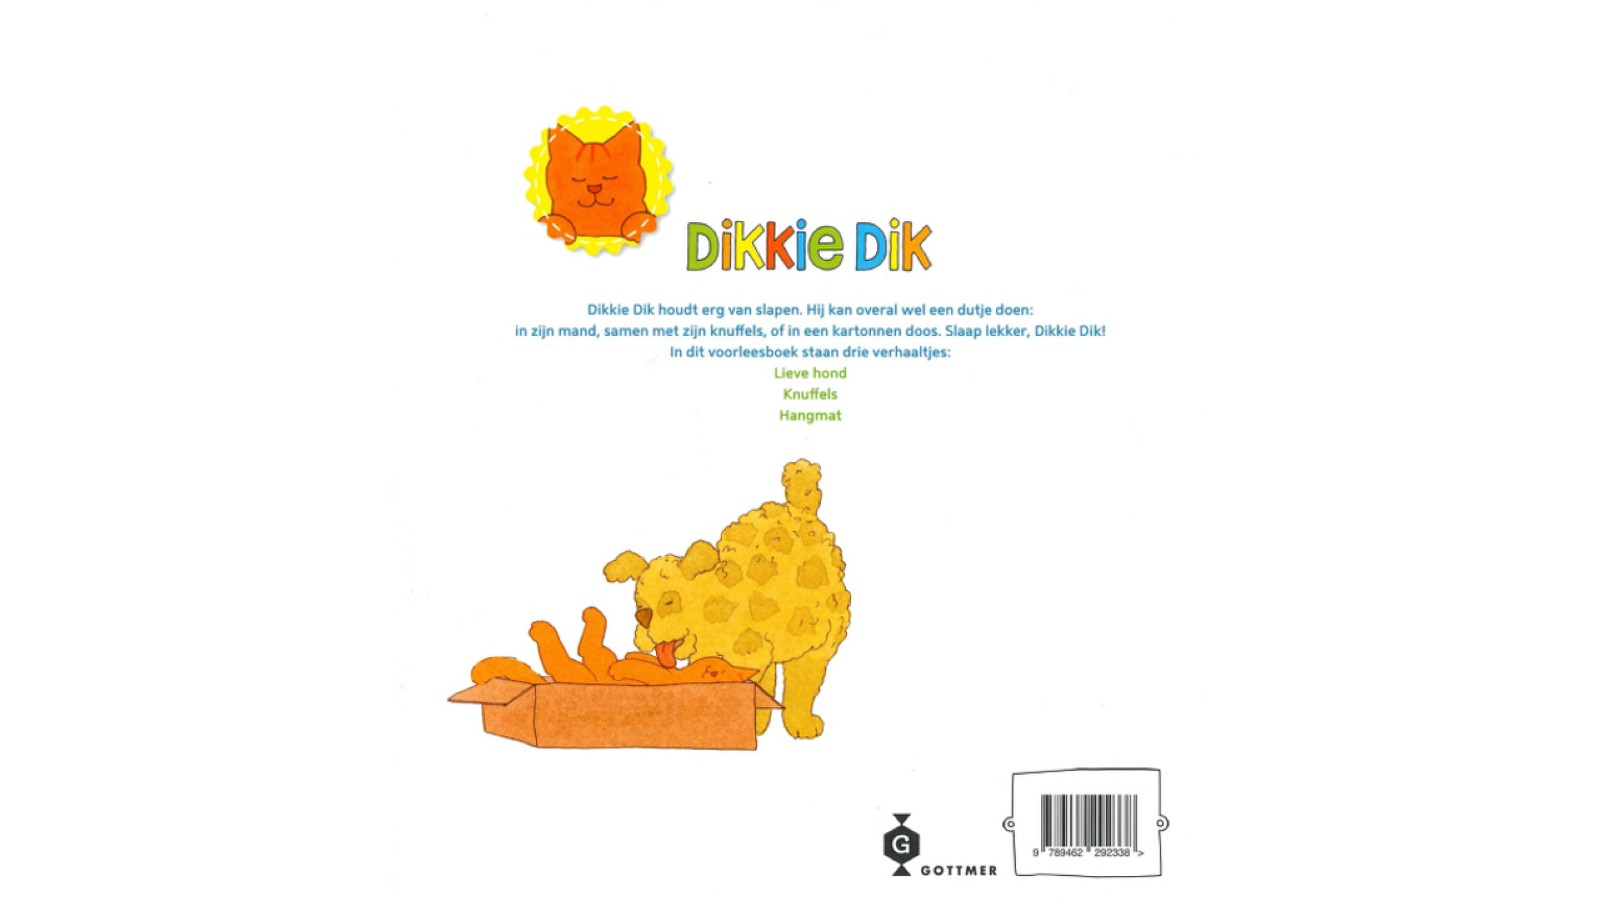 Dikkie Dik
Dikkie Dik houdt erg van slapen. Hij kan overal wel een dutje doen:
in zijn mand, samen met zijn knuffels, of in een kartonnen doos. Slaap lekker, Dikkie Dik!
In dit voorleesboek staan drie verhaaltjes:
Lieve hond
Knuffels
Hangmat
G
GOTTMER
9 789462 292338 >